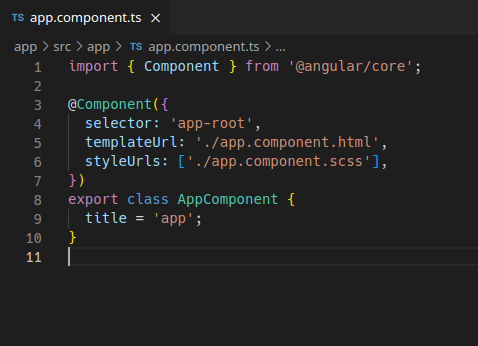 TS app.component.ts ×
app > src > app > TS app.component.ts > ...
1 import { Component } from '@angular/core';
2
3 @Component({
4   selector: 'app-root',
5   templateUrl: './app.component.html',
6   styleUrls: ['./app.component.scss'],
7 })
8 export class AppComponent {
9   title = 'app';
10 }
11